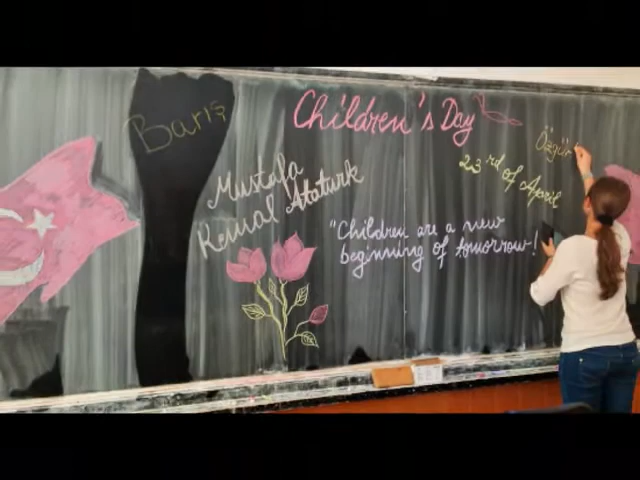 Barış
Children's Day
Özgür
23rd of April
Mustafa
Kemal Atatürk
"Children are a new
beginning of tomorrow!